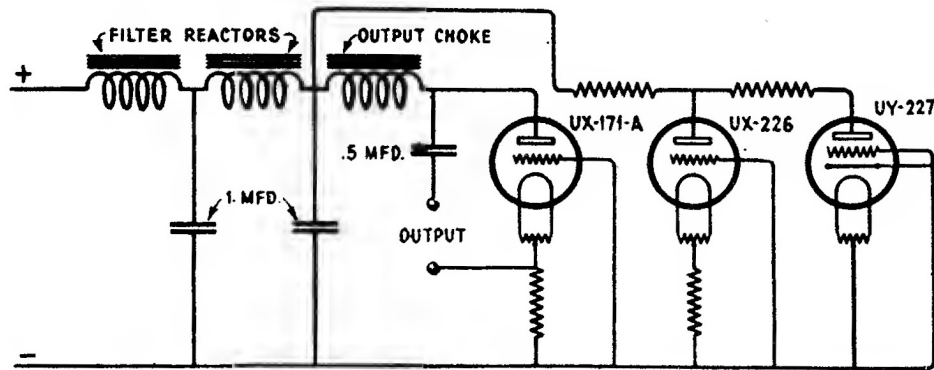 FILTER REACTORS
OUTPUT CHOKE
+
UX-171-A
UX-226
UY-227
.5 MFD.
1. MFD.
OUTPUT
-